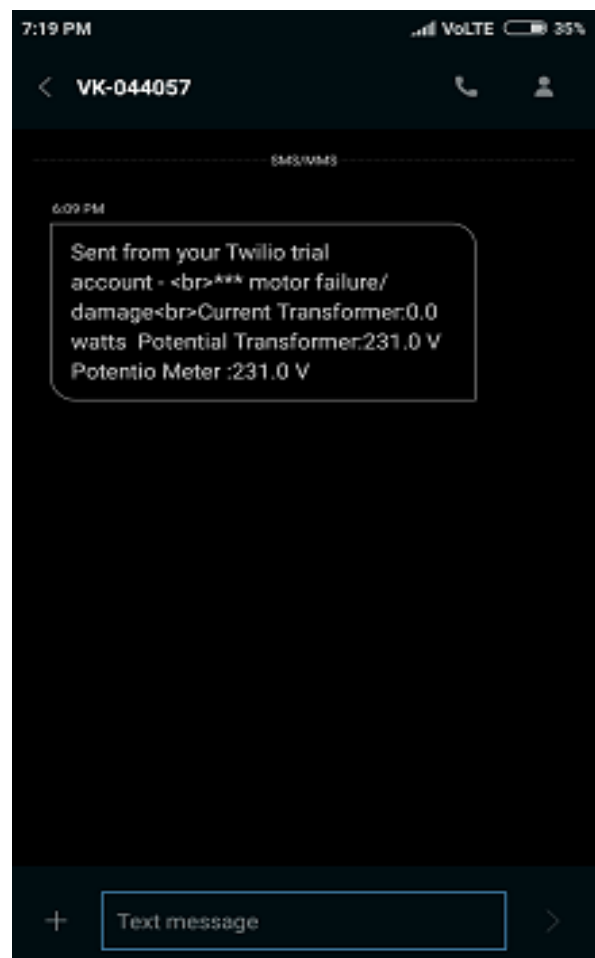 7:19 PM VoLTE 35%
VK-044057
SMS/MMS
6:09 PM
Sent from your Twilio trial
account - <br>*** motor failure/
damage<br>Current Transformer:0.0
watts  Potential Transformer:231.0 V
Potentio Meter :231.0 V
Text message